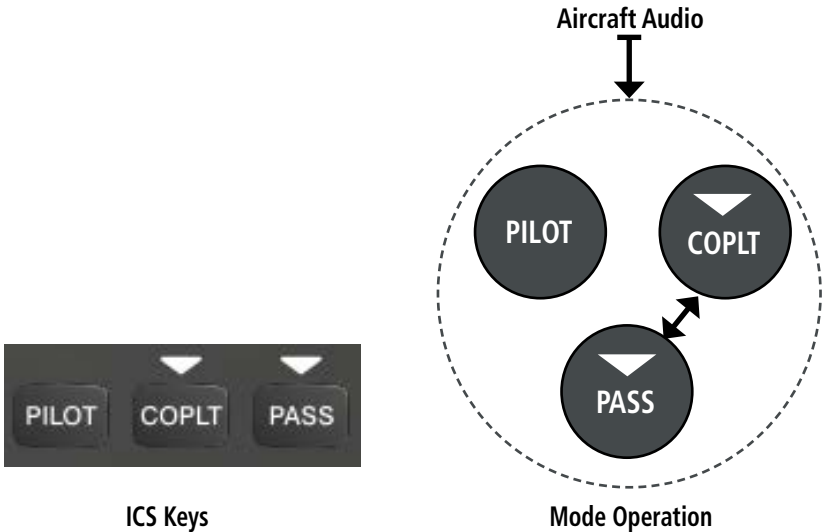 Aircraft Audio
PILOT
COPLT
PASS
PILOT COPLT PASS
ICS Keys
Mode Operation